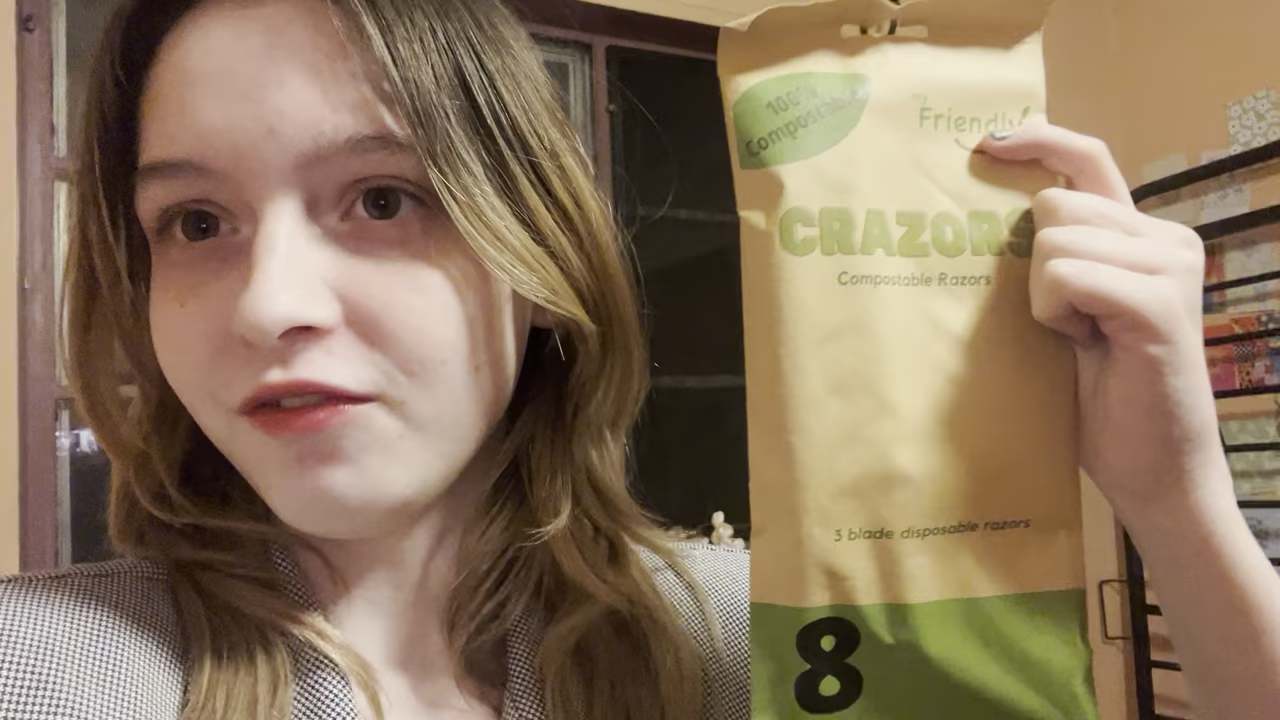 100%
Compostable
Friendly
CRAZORS
Compostable Razors
3 blade disposable razors
8